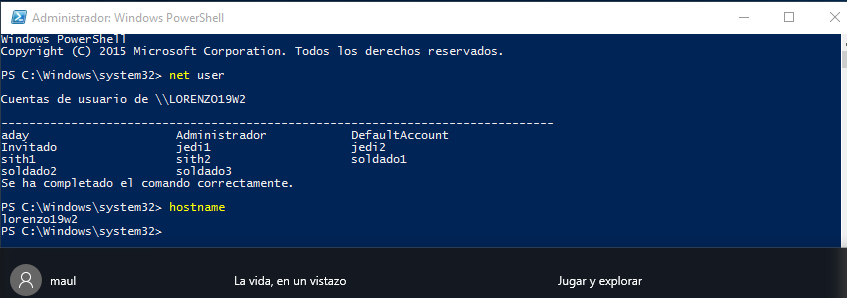 Administrador: Windows PowerShell
Windows PowerShell
Copyright (C) 2015 Microsoft Corporation. Todos los derechos reservados.
PS C:\Windows\system32> net user
Cuentas de usuario de \\LORENZO19W2
-------------------------------------------------------------------------------
aday Administrador DefaultAccount
Invitado jedi1 jedi2
sith1 sith2 soldado1
soldado2 soldado3
Se ha completado el comando correctamente.
PS C:\Windows\system32> hostname
lorenzo19w2
PS C:\Windows\system32>
maul La vida, en un vistazo Jugar y explorar